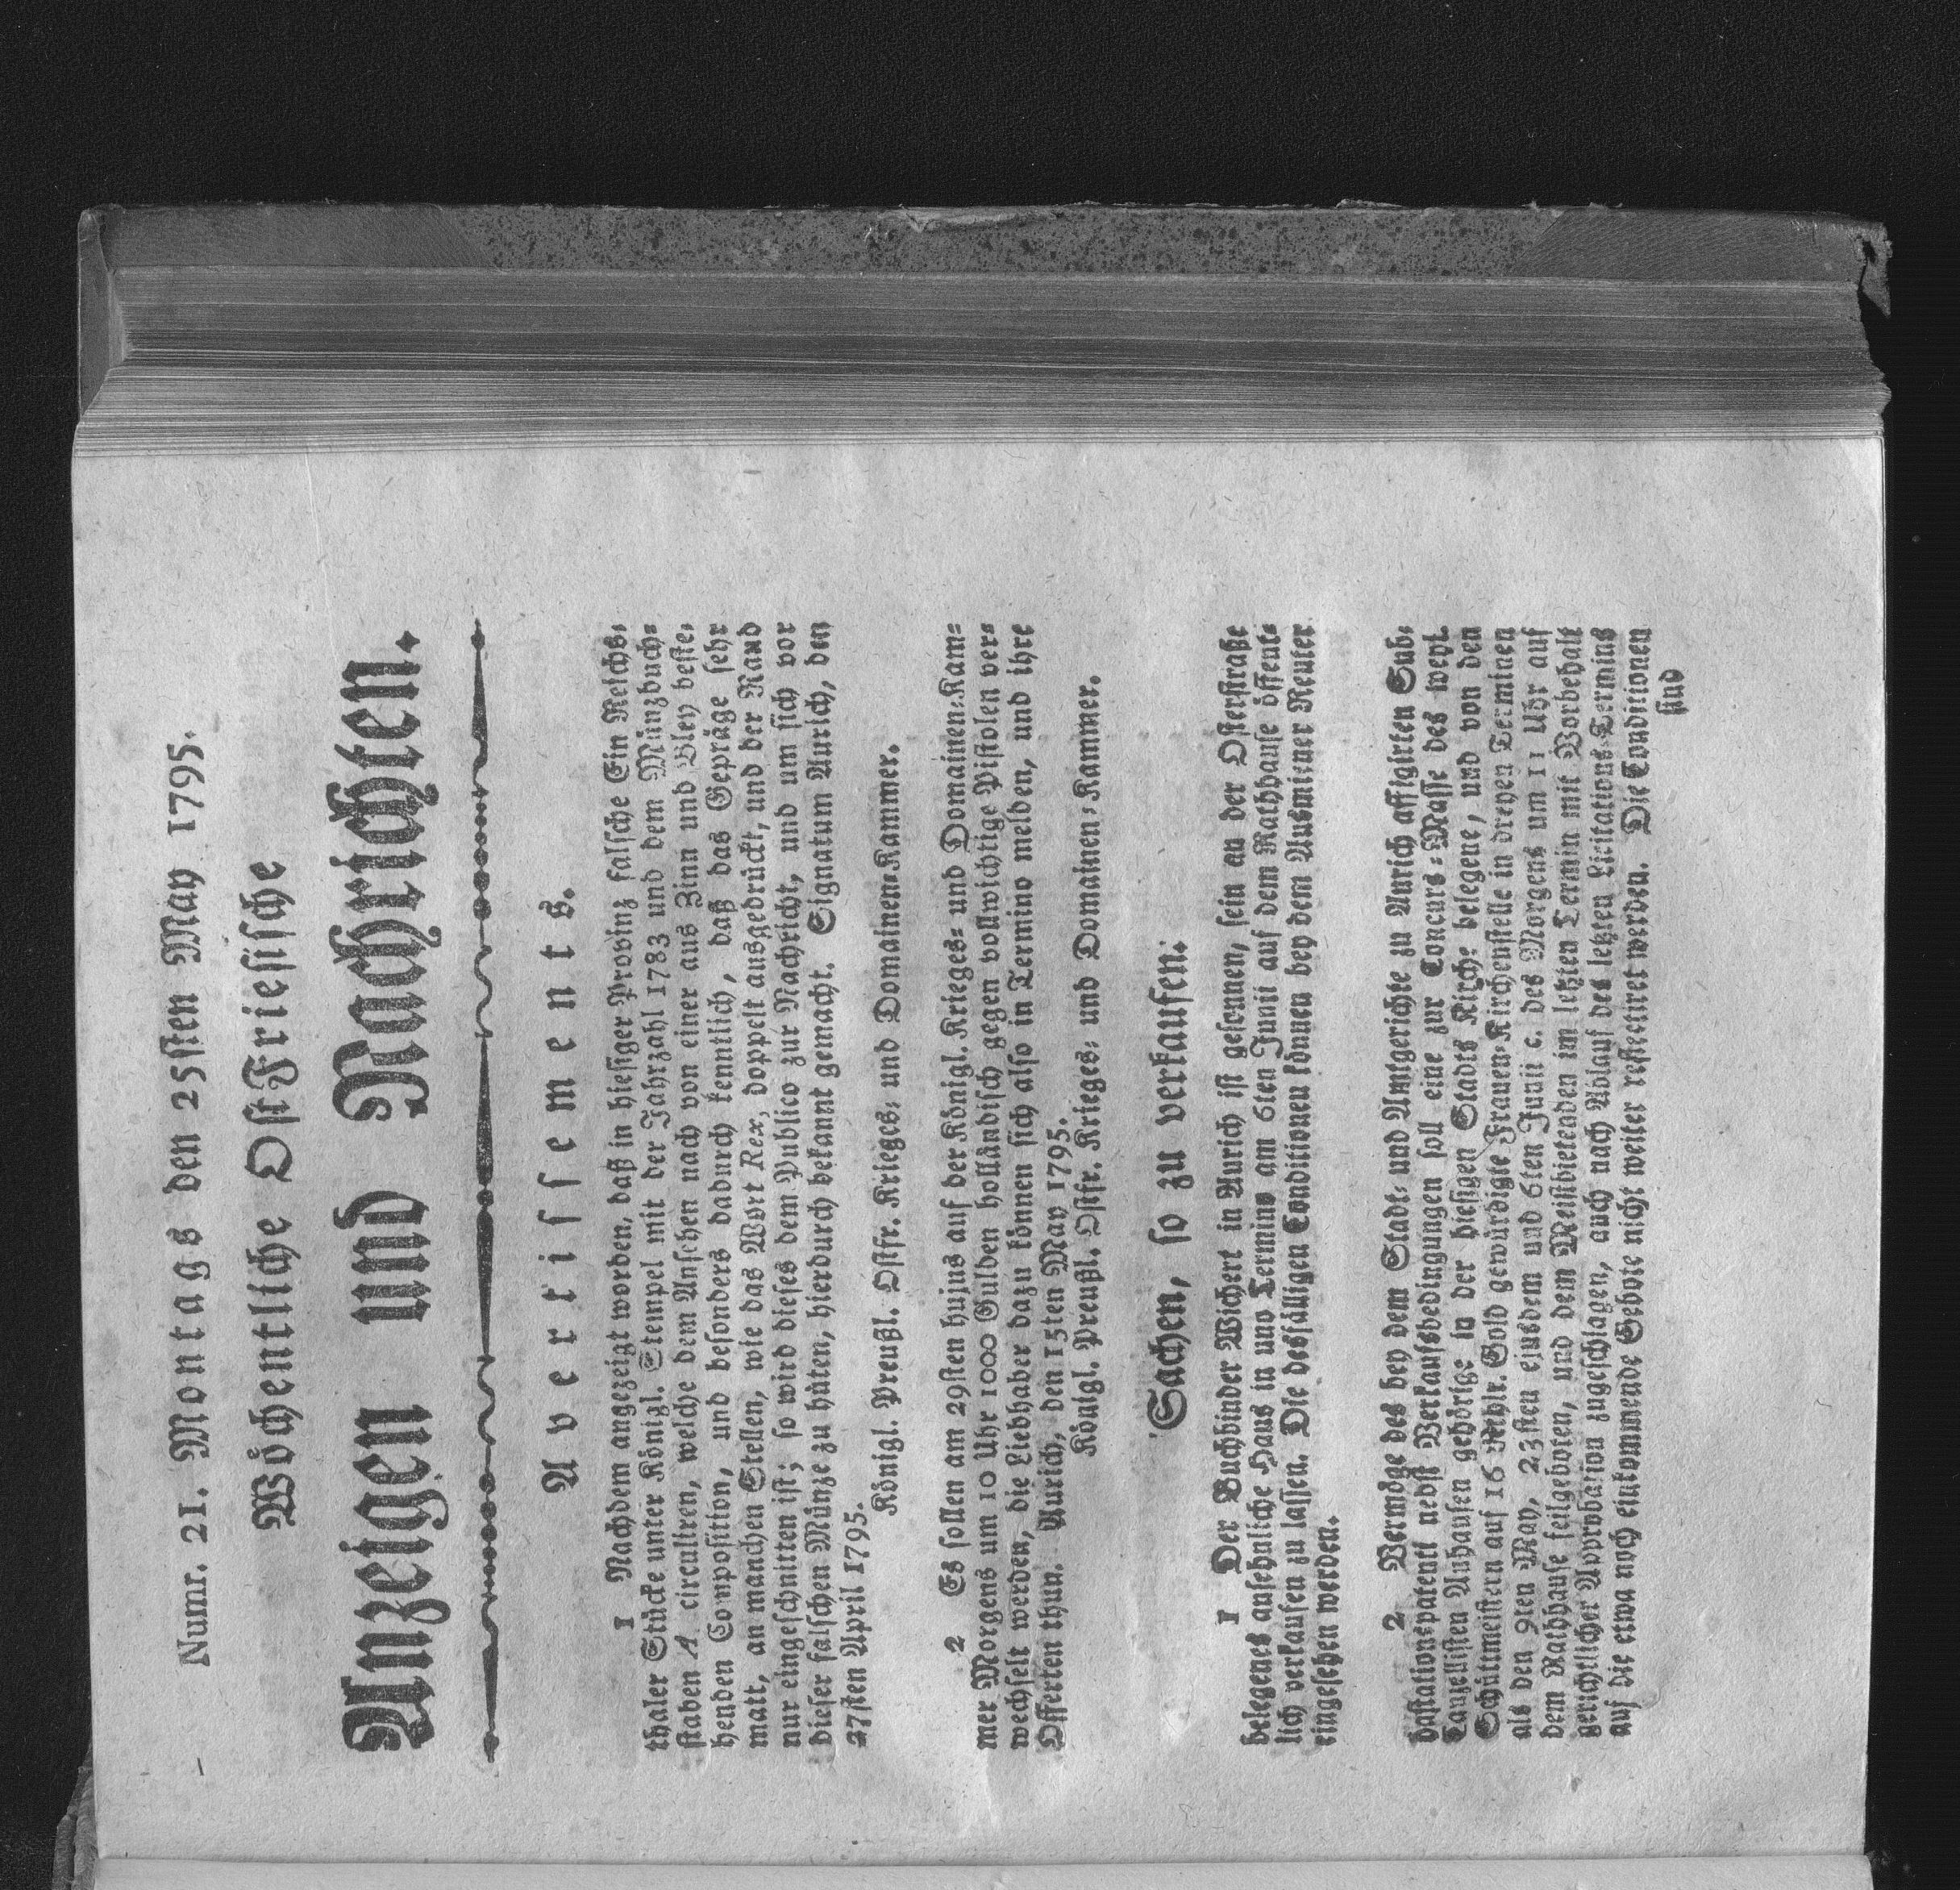 Numr. 21. Montags den 25sten May 1795.
Wöchentliche OstFriesische
Anzeigen und Nachrichten.
Avertissements.
1 Nachdem angezeigt worden, daß in hiesiger Provinz falsche Ein Reichs-
thaler Stücke unter Königl. Stempel mit der Jahrzahl 1783 und dem Münzbuch-
staben A circuliren, welche dem Ansehen nach von einer aus Zinn und Bley beste-
henden Composition, und besonders dadurch kenntlich, daß das Gepräge sehr
matt, an manchen Stellen, wie das Wort Rex, doppelt ausgedrückt, und der Rand
nur eingeschnitten ist; so wird dieses dem Publico zur Nachricht, und um sich vor
dieser falschen Münze zu hüten, hierdurch bekannt gemacht. Signatum Aurich, den
27sten April 1795.
Königl. Preußl. Ostfr. Krieges- und Domainen-Kammer.
2 Es sollen am 29sten hujus auf der Königl. Krieges- und Domainen-Kam-
mer Morgens um 10 Uhr 1000 Gulden holländisch gegen vollwichtige Pistolen ver-
wechselt werden, die Liebhaber dazu können sich also in Termino melden, und ihre
Offerten thun. Aurich, den 15ten May 1795.
Königl. Preußl. Ostfr. Krieges- und Domainen-Kammer.
Sachen, so zu verkaufen.
1 Der Buchbinder Wichert in Aurich ist gesonnen, sein an der Osterstraße
belegenes ansehnliche Haus in uno Termino am 6ten Junii auf dem Rathhause öffent-
lich verkaufen zu lassen. Die desfälligen Conditionen können bey dem Ausmiener Reuter
eingesehen werden.
2 Vermöge des bey dem Stadt- und Amtgerichte zu Aurich affigirten Sub-
hastationspatent nebst Verkaufsbedingungen soll eine zur Concurs-Masse des weyl.
Canzellisten Anhausen gehörige in der hiesigen Stadts Kirche belegene, und von den
Schüttmeistern auf 16 Rthlr. Gold gewürdigte Frauen-Kirchenstelle in dreyen Terminen
als den 9ten May, 23sten ejusdem und 6ten Junii c. des Morgens um 11 Uhr auf
dem Rathhause feilgeboten, und dem Meistbietenden im letzten Termin mit Vorbehalt
gerichtlicher Approbation zugeschlagen, auch nach Ablauf des letzten Licitations-Termins
auf die etwa noch einkommende Gebote nicht weiter reflectiret werden. Die Conditionen
sind